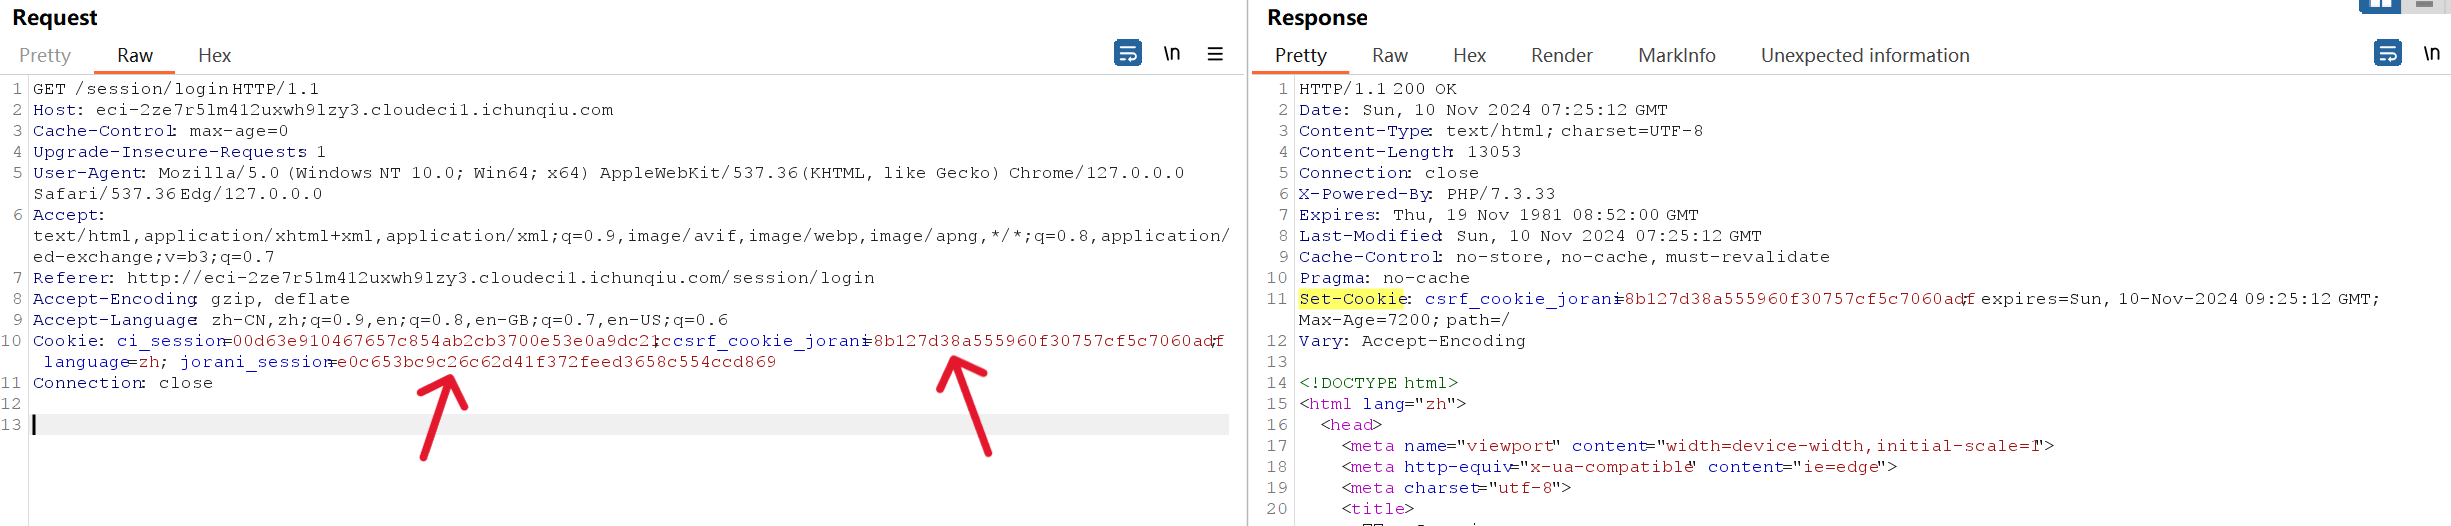 Request
Pretty Raw Hex \n
1 GET /session/login HTTP/1.1
2 Host: eci-2ze7r5lm412uxwh9lzy3.cloudeci1.ichunqiu.com
3 Cache-Control: max-age=0
4 Upgrade-Insecure-Requests: 1
5 User-Agent: Mozilla/5.0 (Windows NT 10.0; Win64; x64) AppleWebKit/537.36 (KHTML, like Gecko) Chrome/127.0.0.0
Safari/537.36 Edg/127.0.0.0
6 Accept:
text/html,application/xhtml+xml,application/xml;q=0.9,image/avif,image/webp,image/apng,*/*;q=0.8,application/
ed-exchange;v=b3;q=0.7
7 Referer: http://eci-2ze7r5lm412uxwh9lzy3.cloudeci1.ichunqiu.com/session/login
8 Accept-Encoding: gzip, deflate
9 Accept-Language: zh-CN,zh;q=0.9,en;q=0.8,en-GB;q=0.7,en-US;q=0.6
10 Cookie: ci_session=00d63e910467657c854ab2cb3700e53e0a9dc21c; csrf_cookie_jorani=8b127d38a555960f30757cf5c7060adf;
language=zh; jorani_session=e0c653bc9c26c62d41f372feed3658c554ccd869
11 Connection: close
12
13
Response
Pretty Raw Hex Render MarkInfo Unexpected information \n
1 HTTP/1.1 200 OK
2 Date: Sun, 10 Nov 2024 07:25:12 GMT
3 Content-Type: text/html; charset=UTF-8
4 Content-Length: 13053
5 Connection: close
6 X-Powered-By: PHP/7.3.33
7 Expires: Thu, 19 Nov 1981 08:52:00 GMT
8 Last-Modified: Sun, 10 Nov 2024 07:25:12 GMT
9 Cache-Control: no-store, no-cache, must-revalidate
10 Pragma: no-cache
11 Set-Cookie: csrf_cookie_jorani=8b127d38a555960f30757cf5c7060adf; expires=Sun, 10-Nov-2024 09:25:12 GMT;
Max-Age=7200; path=/
12 Vary: Accept-Encoding
13
14 <!DOCTYPE html>
15 <html lang="zh">
16 <head>
17 <meta name="viewport" content="width=device-width,initial-scale=1">
18 <meta http-equiv="x-ua-compatible" content="ie=edge">
19 <meta charset="utf-8">
20 <title>